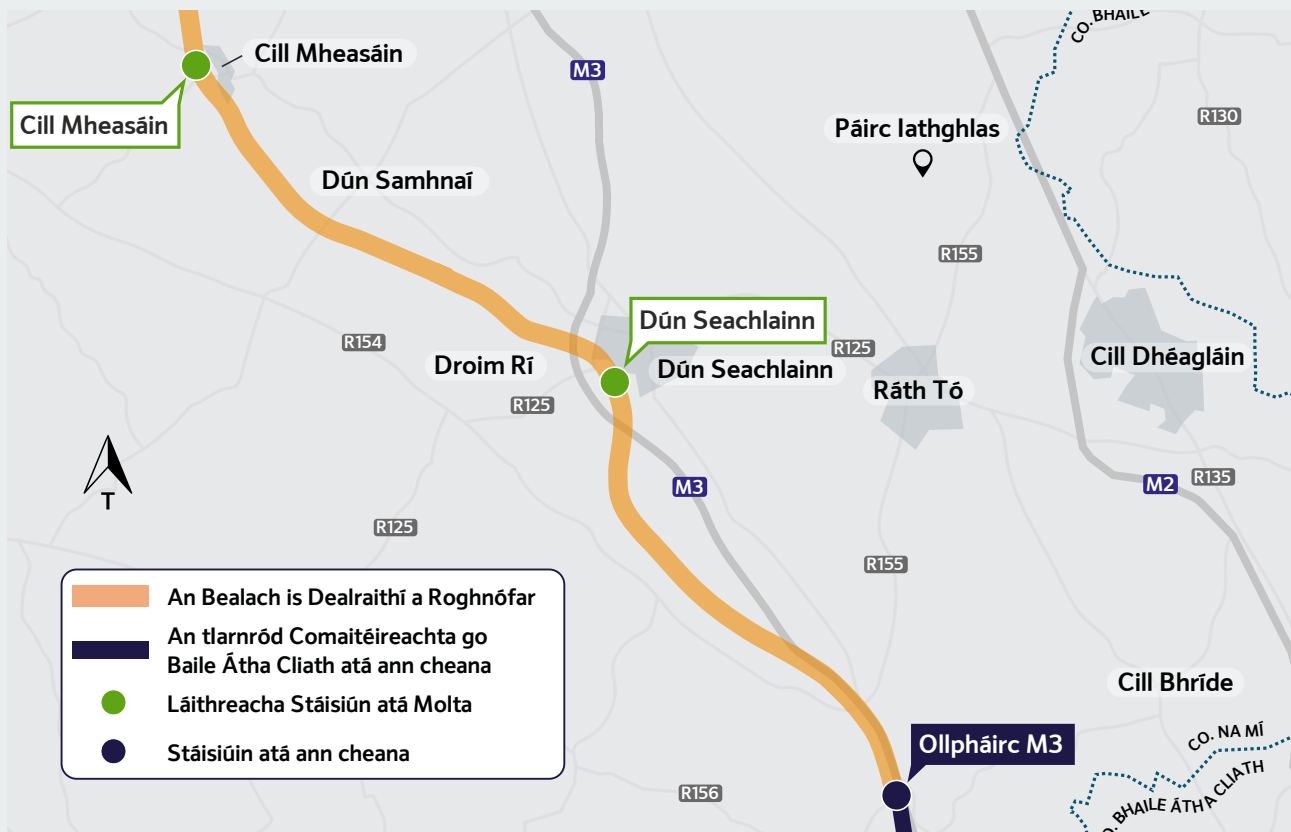 CO. BHAILE
Cill Mheasáin
M3
Cill Mheasáin
R130
Páirc Iathghlas
Dún Samhnaí
R155
Dún Seachlainn
R154
R125
Cill Dhéagláin
Droim Rí
Dún Seachlainn
Ráth Tó
R125
M3
M2
R135
T
R125
R155
An Bealach is Dealraithí a Roghnófar
An tIarnród Comaitéireachta go
Baile Átha Cliath atá ann cheana
Láithreacha Stáisiún atá Molta
Stáisiúin atá ann cheana
Cill Bhríde
Ollpháirc M3
CO. NA MÍ
R156
CO. BHAILE ÁTHA CLIATH